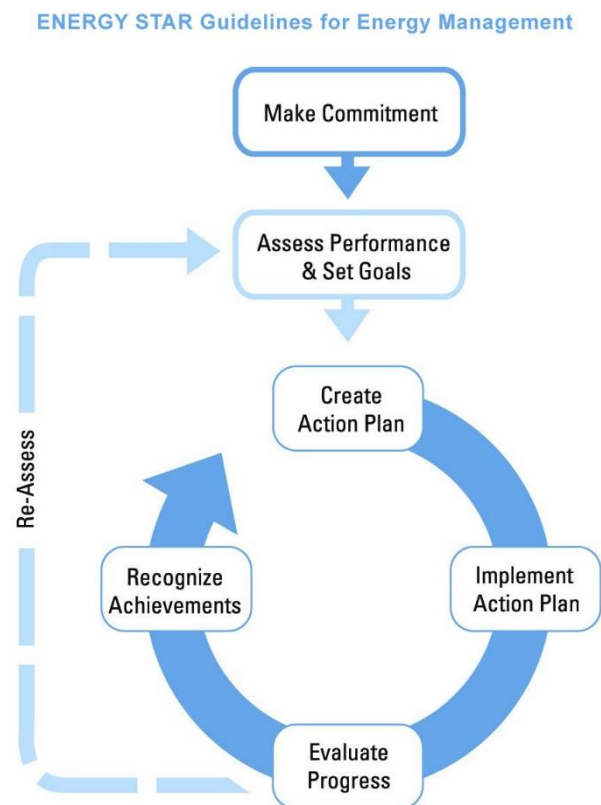 ENERGY STAR Guidelines for Energy Management
Make Commitment
Assess Performance
& Set Goals
Create
Action Plan
Re-Assess
Recognize
Achievements
Implement
Action Plan
Evaluate
Progress